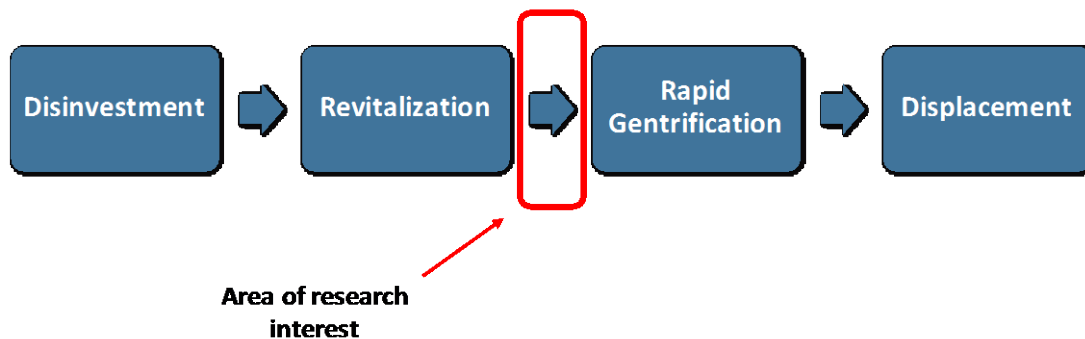 Disinvestment
Revitalization
Rapid
Gentrification
Displacement
Area of research
interest